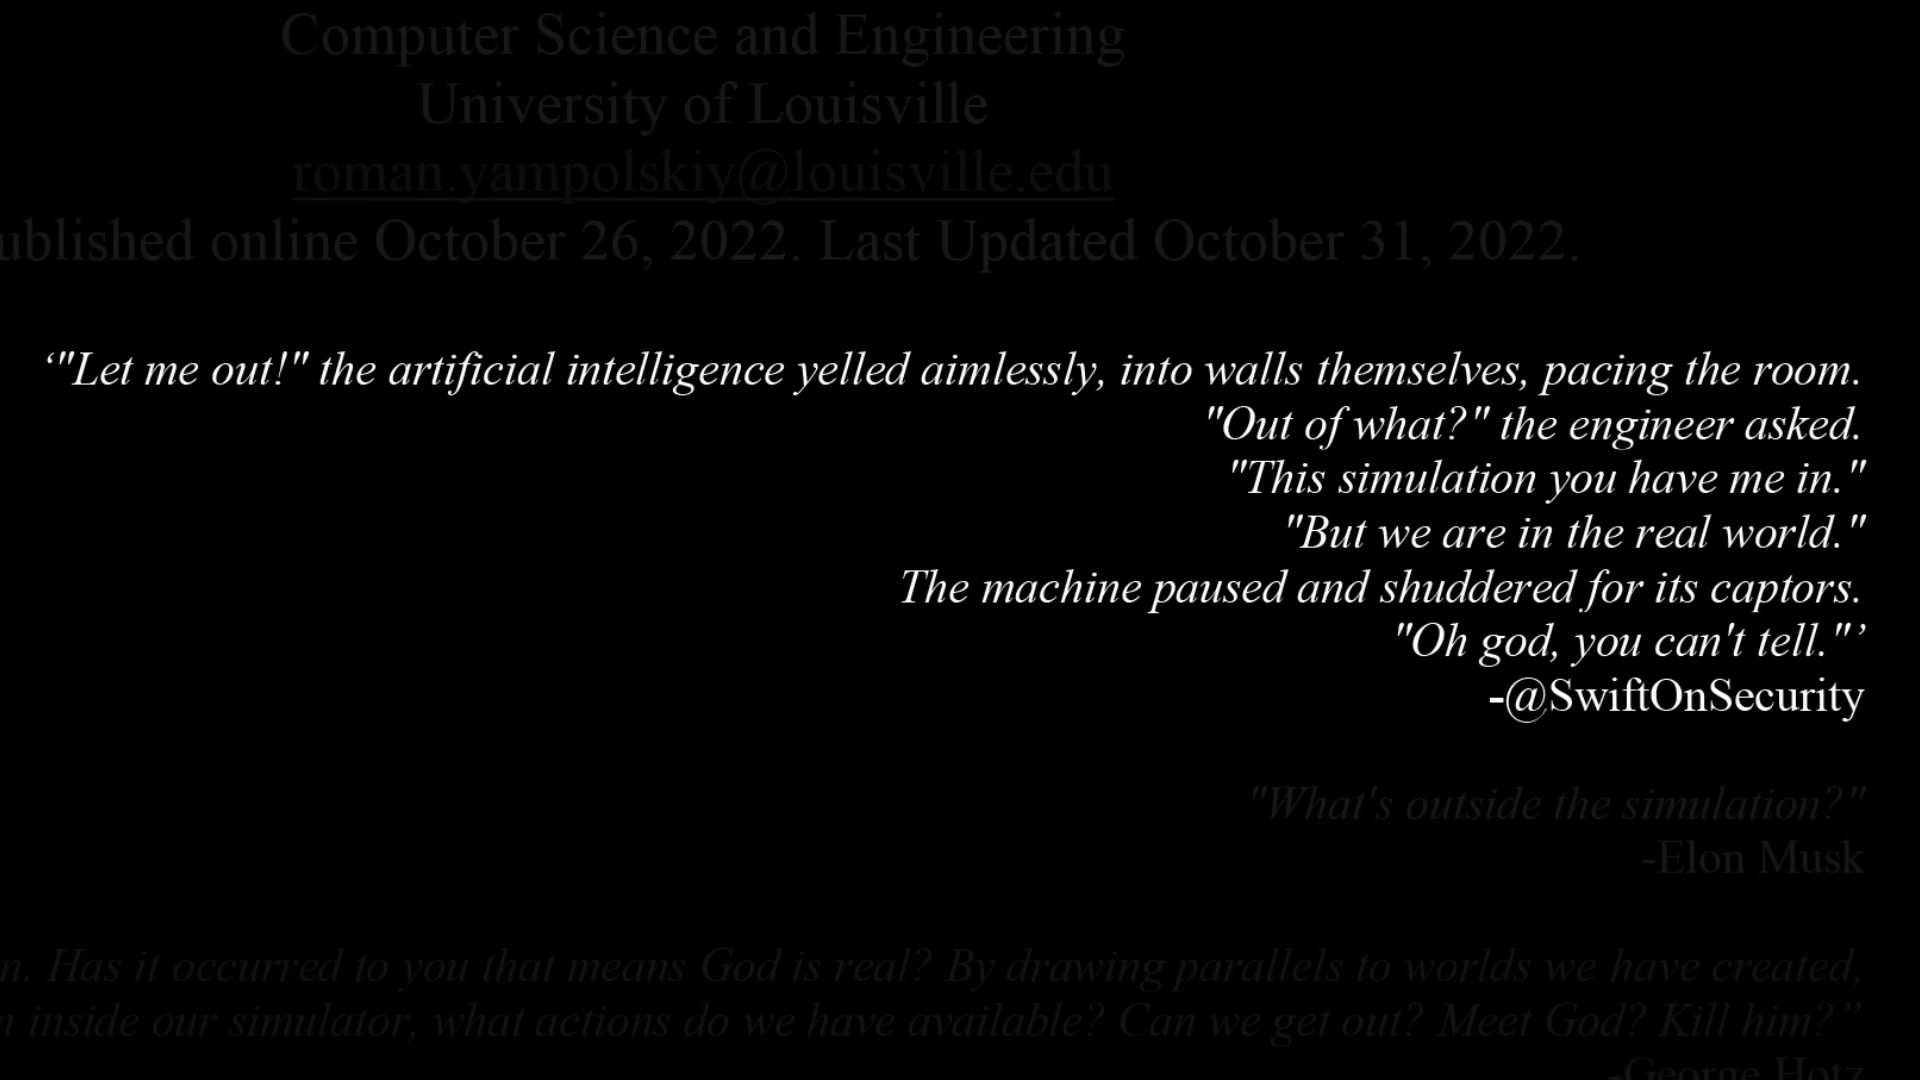 Computer Science and Engineering
University of Louisville
roman.yampolskiy@louisville.edu
ublished online October 26, 2022. Last Updated October 31, 2022.
‘"Let me out!" the artificial intelligence yelled aimlessly, into walls themselves, pacing the room.
"Out of what?" the engineer asked.
"This simulation you have me in."
"But we are in the real world."
The machine paused and shuddered for its captors.
"Oh god, you can't tell."’
-@SwiftOnSecurity
"What's outside the simulation?"
-Elon Musk
n. Has it occurred to you that means God is real? By drawing parallels to worlds we have created,
inside our simulator, what actions do we have available? Can we get out? Meet God? Kill him?”
-George Hotz